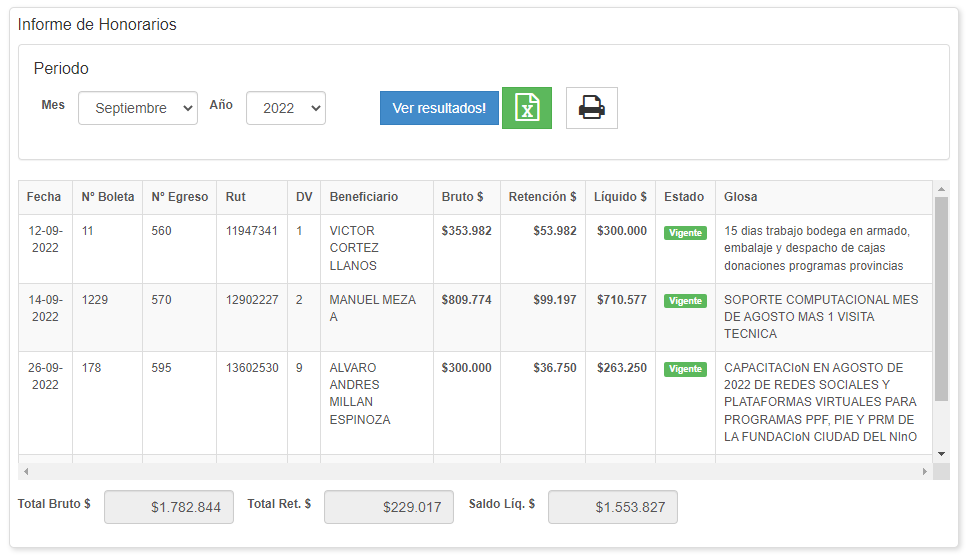 Informe de Honorarios
Periodo
Mes Septiembre Año 2022 Ver resultados!
Fecha N° Boleta N° Egreso Rut DV Beneficiario Bruto $ Retención $ Líquido $ Estado Glosa
12-09- 11 560 11947341 1 VICTOR $353.982 $53.982 $300.000 Vigente 15 dias trabajo bodega en armado,
2022 CORTEZ embalaje y despacho de cajas
LLANOS donaciones programas provincias
14-09- 1229 570 12902227 2 MANUEL MEZA $809.774 $99.197 $710.577 Vigente SOPORTE COMPUTACIONAL MES
2022 A DE AGOSTO MAS 1 VISITA
TECNICA
26-09- 178 595 13602530 9 ALVARO $300.000 $36.750 $263.250 Vigente CAPACITACIoN EN AGOSTO DE
2022 ANDRES 2022 DE REDES SOCIALES Y
MILLAN PLATAFORMAS VIRTUALES PARA
ESPINOZA PROGRAMAS PPF, PIE Y PRM DE
LA FUNDACIoN CIUDAD DEL NInO
Total Bruto $ $1.782.844 Total Ret. $ $229.017 Saldo Líq. $ $1.553.827